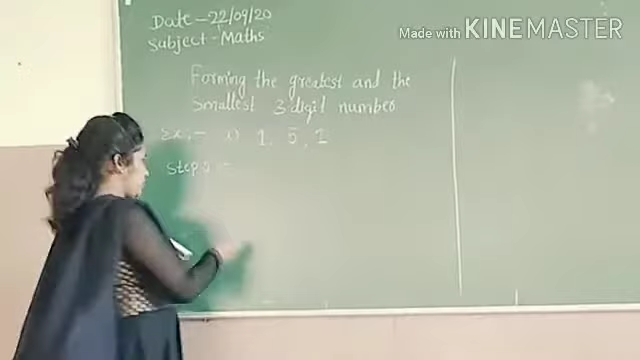 Date - 22/09/20
Subject - Maths
Made with KINEMASTER
Forming the greatest and the
smallest 3 digit number
Ex:- 1) 1, 5, 2
Step